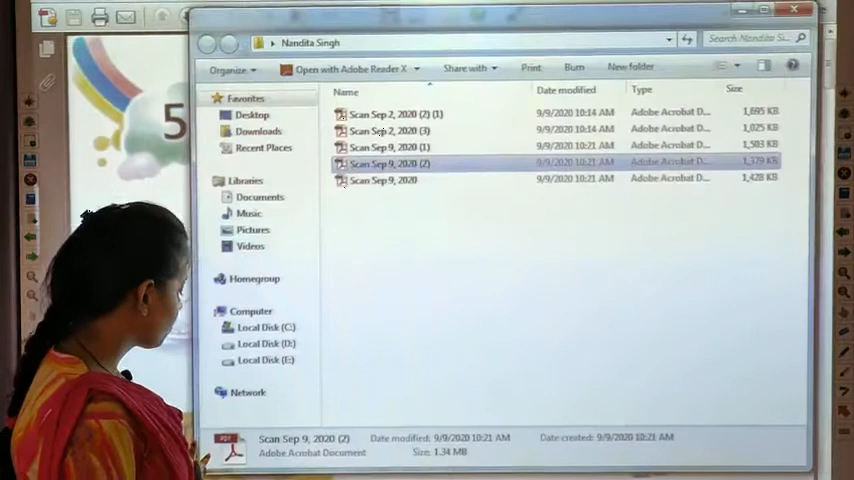 Nandita Singh
Search Nandita Si...
Organize
Open with Adobe Reader X
Share with
Print
Burn
New folder
Name
Date modified
Type
Size
Scan Sep 2, 2020 (2) (1) 9/9/2020 10:14 AM Adobe Acrobat D... 1,695 KB
Scan Sep 2, 2020 (3) 9/9/2020 10:14 AM Adobe Acrobat D... 1,025 KB
Scan Sep 9, 2020 (1) 9/9/2020 10:21 AM Adobe Acrobat D... 1,503 KB
Scan Sep 9, 2020 (2) 9/9/2020 10:21 AM Adobe Acrobat D... 1,379 KB
Scan Sep 9, 2020 9/9/2020 10:21 AM Adobe Acrobat D... 1,428 KB
Favorites
Desktop
Downloads
Recent Places
Libraries
Documents
Music
Pictures
Videos
Homegroup
Computer
Local Disk (C:)
Local Disk (D:)
Local Disk (E:)
Network
5
PDF
Scan Sep 9, 2020 (2) Date modified: 9/9/2020 10:21 AM Date created: 9/9/2020 10:21 AM
Adobe Acrobat Document Size: 1.34 MB